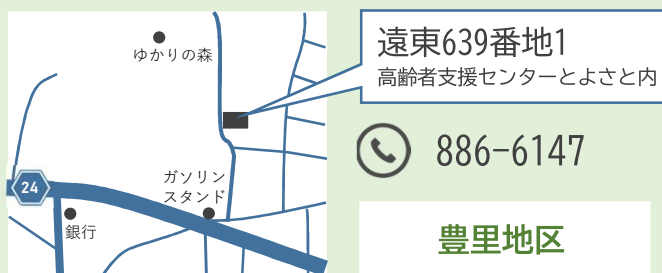 ゆかりの森
遠東639番地1
高齢者支援センターとよさと内
886-6147
ガソリン
スタンド
24
銀行
豊里地区